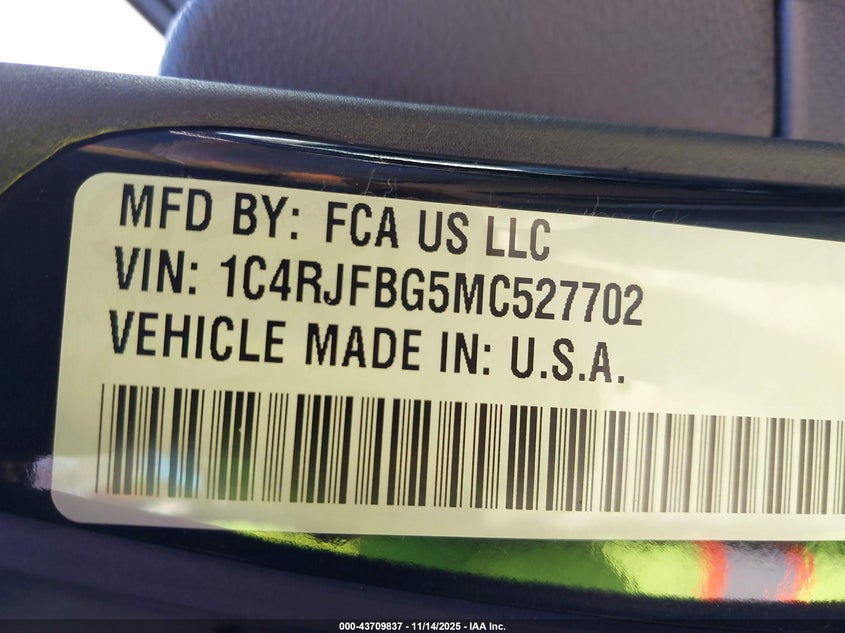 MFD BY: FCA US LLC
VIN: 1C4RJFBG5MC527702
VEHICLE MADE IN: U.S.A.
000-43709837 - 11/14/2025 - IAA Inc.